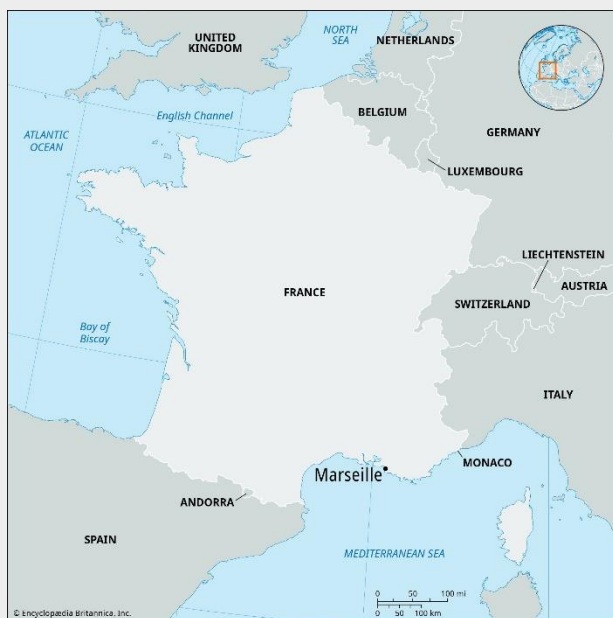 UNITED
KINGDOM
NORTH
SEA
NETHERLANDS
English Channel
BELGIUM
ATLANTIC
OCEAN
GERMANY
LUXEMBOURG
LIECHTENSTEIN
AUSTRIA
FRANCE
SWITZERLAND
Bay of
Biscay
ITALY
Marseille
MONACO
ANDORRA
SPAIN
MEDITERRANEAN SEA
0 50 100 mi
0 50 100 km
© Encyclopædia Britannica, Inc.